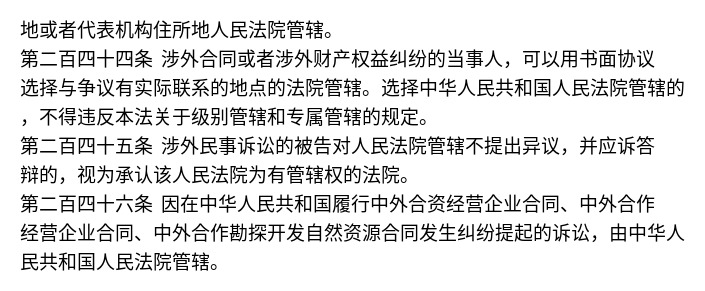 地或者代表机构住所地人民法院管辖。
第二百四十四条 涉外合同或者涉外财产权益纠纷的当事人，可以用书面协议
选择与争议有实际联系的地点的法院管辖。选择中华人民共和国人民法院管辖的
，不得违反本法关于级别管辖和专属管辖的规定。
第二百四十五条 涉外民事诉讼的被告对人民法院管辖不提出异议，并应诉答
辩的，视为承认该人民法院为有管辖权的法院。
第二百四十六条 因在中华人民共和国履行中外合资经营企业合同、中外合作
经营企业合同、中外合作勘探开发自然资源合同发生纠纷提起的诉讼，由中华人
民共和国人民法院管辖。